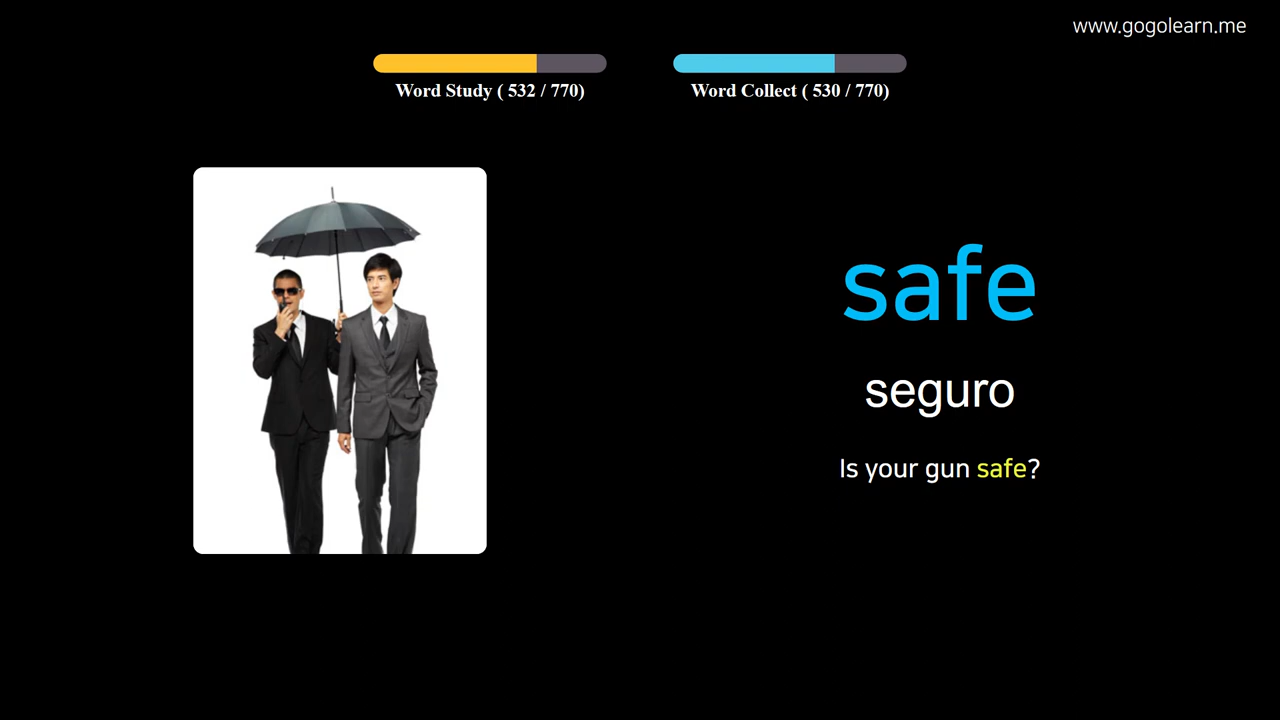 www.gogolearn.me
Word Study ( 532 / 770)
Word Collect ( 530 / 770)
safe
seguro
Is your gun safe?